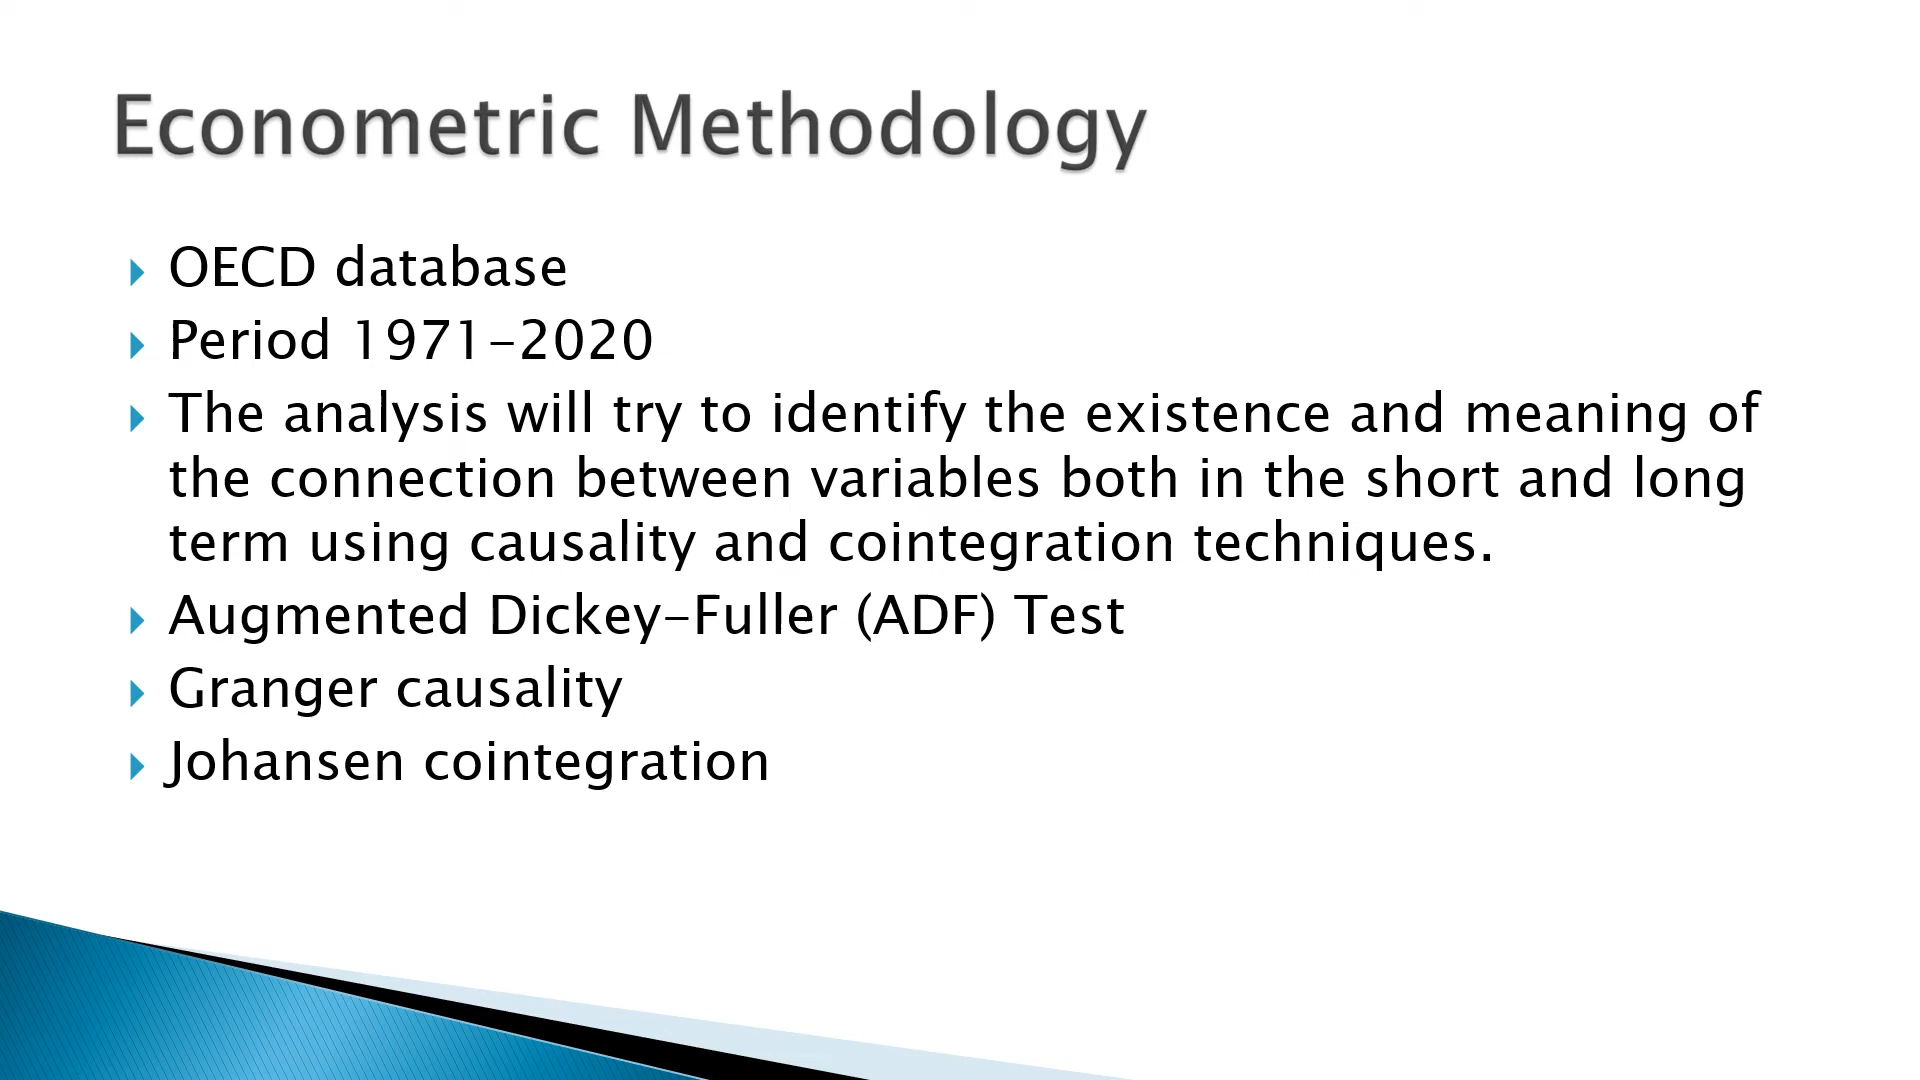 Econometric Methodology
OECD database
Period 1971-2020
The analysis will try to identify the existence and meaning of
the connection between variables both in the short and long
term using causality and cointegration techniques.
Augmented Dickey-Fuller (ADF) Test
Granger causality
Johansen cointegration